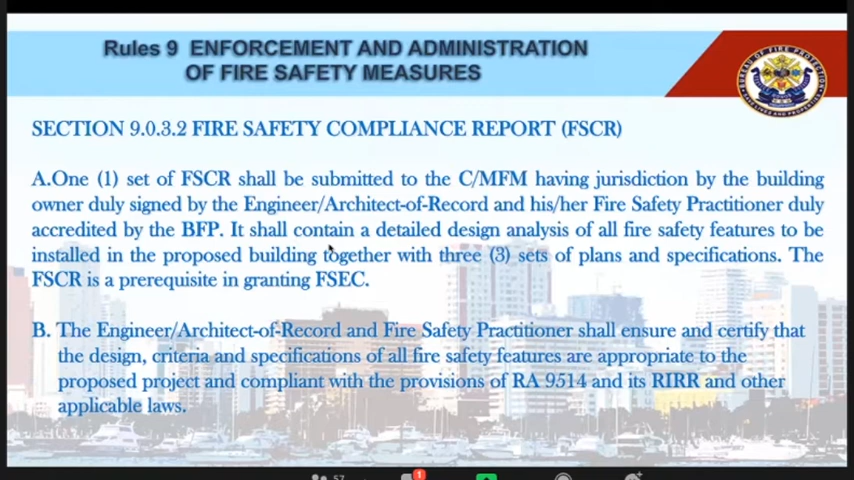 Rules 9 ENFORCEMENT AND ADMINISTRATION
OF FIRE SAFETY MEASURES
BUREAU OF FIRE PROTECTION
SECTION 9.0.3.2 FIRE SAFETY COMPLIANCE REPORT (FSCR)
A.One (1) set of FSCR shall be submitted to the C/MFM having jurisdiction by the building
owner duly signed by the Engineer/Architect-of-Record and his/her Fire Safety Practitioner duly
accredited by the BFP. It shall contain a detailed design analysis of all fire safety features to be
installed in the proposed building together with three (3) sets of plans and specifications. The
FSCR is a prerequisite in granting FSEC.
B. The Engineer/Architect-of-Record and Fire Safety Practitioner shall ensure and certify that
the design, criteria and specifications of all fire safety features are appropriate to the
proposed project and compliant with the provisions of RA 9514 and its RIRR and other
applicable laws.
57
1